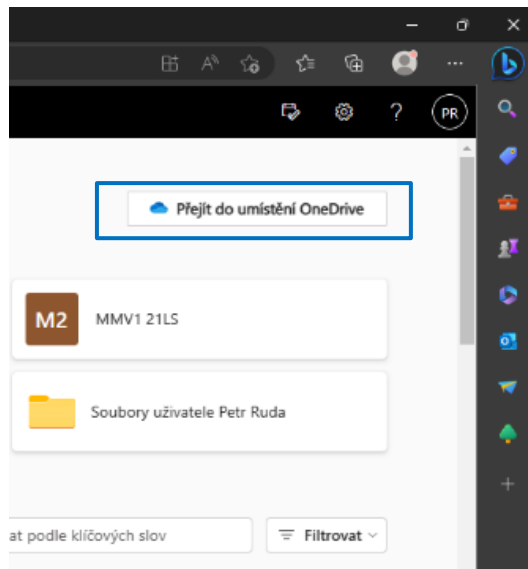 PR
Přejít do umístění OneDrive
M2 MMV1 21LS
Soubory uživatele Petr Ruda
at podle klíčových slov
Filtrovat